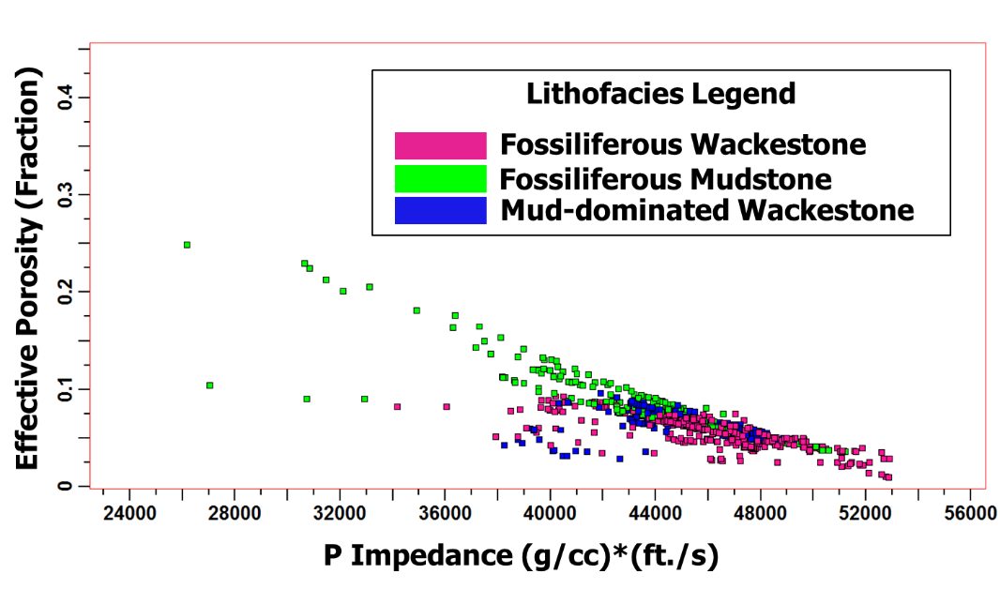 Effective Porosity (Fraction)
0.4
0.3
0.2
0.1
0
Lithofacies Legend
Fossiliferous Wackestone
Fossiliferous Mudstone
Mud-dominated Wackestone
24000 28000 32000 36000 40000 44000 48000 52000 56000
P Impedance (g/cc)*(ft./s)